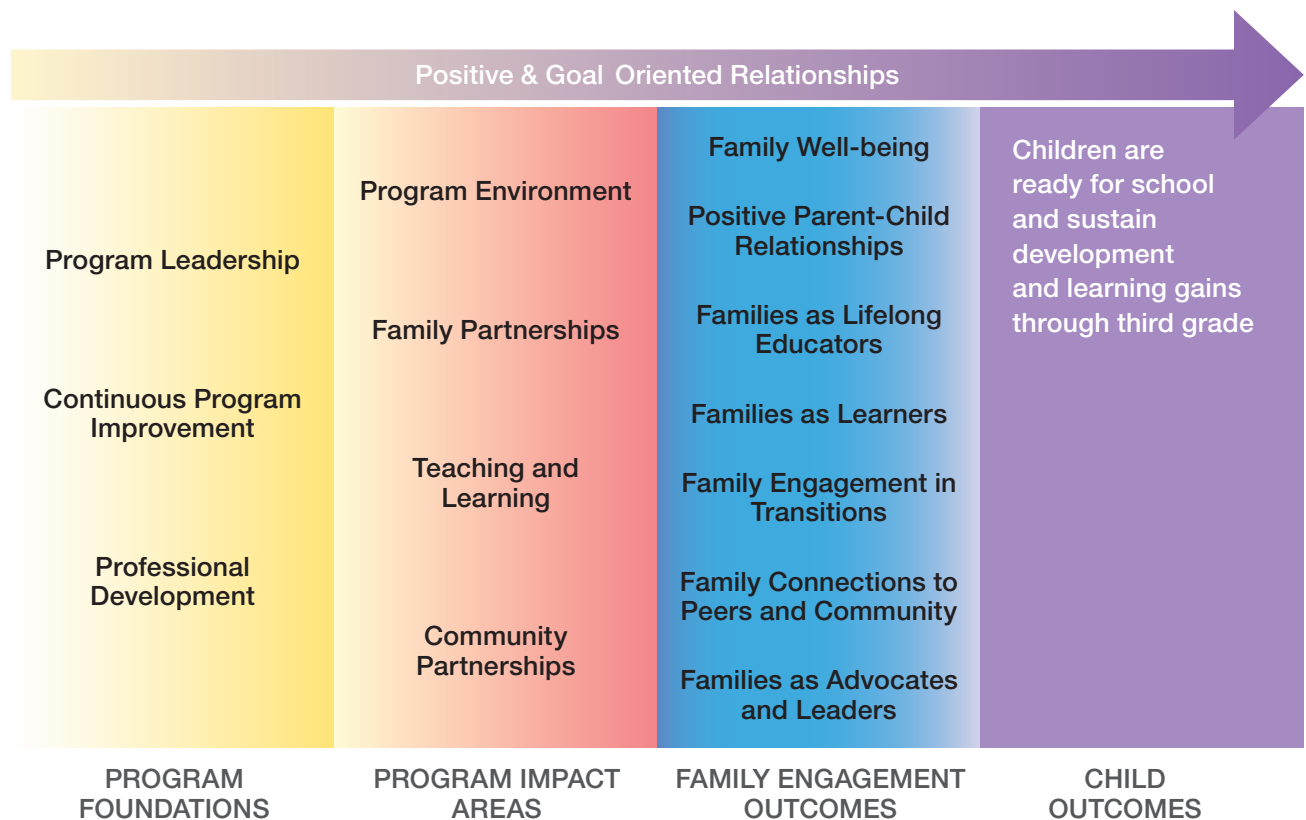 Positive & Goal Oriented Relationships
Program Leadership
Continuous Program
Improvement
Professional
Development
PROGRAM
FOUNDATIONS
Program Environment
Family Partnerships
Teaching and
Learning
Community
Partnerships
PROGRAM IMPACT
AREAS
Family Well-being
Positive Parent-Child
Relationships
Families as Lifelong
Educators
Families as Learners
Family Engagement in
Transitions
Family Connections to
Peers and Community
Families as Advocates
and Leaders
FAMILY ENGAGEMENT
OUTCOMES
Children are
ready for school
and sustain
development
and learning gains
through third grade
CHILD
OUTCOMES